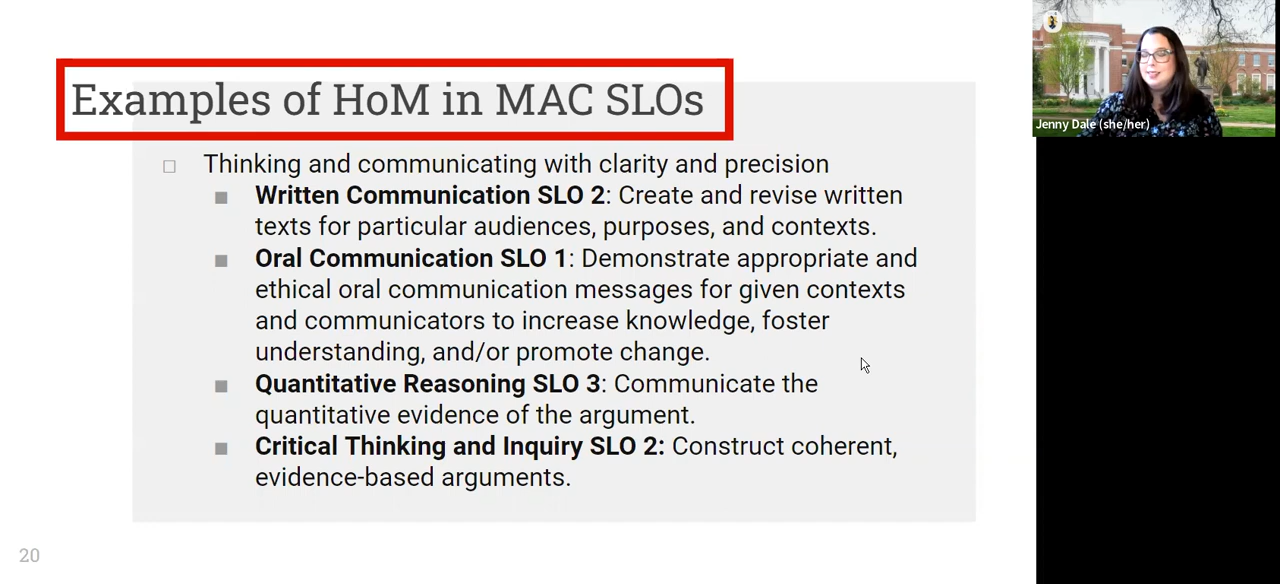 Examples of HoM in MAC SLOs
Thinking and communicating with clarity and precision
Written Communication SLO 2: Create and revise written
texts for particular audiences, purposes, and contexts.
Oral Communication SLO 1: Demonstrate appropriate and
ethical oral communication messages for given contexts
and communicators to increase knowledge, foster
understanding, and/or promote change.
Quantitative Reasoning SLO 3: Communicate the
quantitative evidence of the argument.
Critical Thinking and Inquiry SLO 2: Construct coherent,
evidence-based arguments.
20
Jenny Dale (she/her)